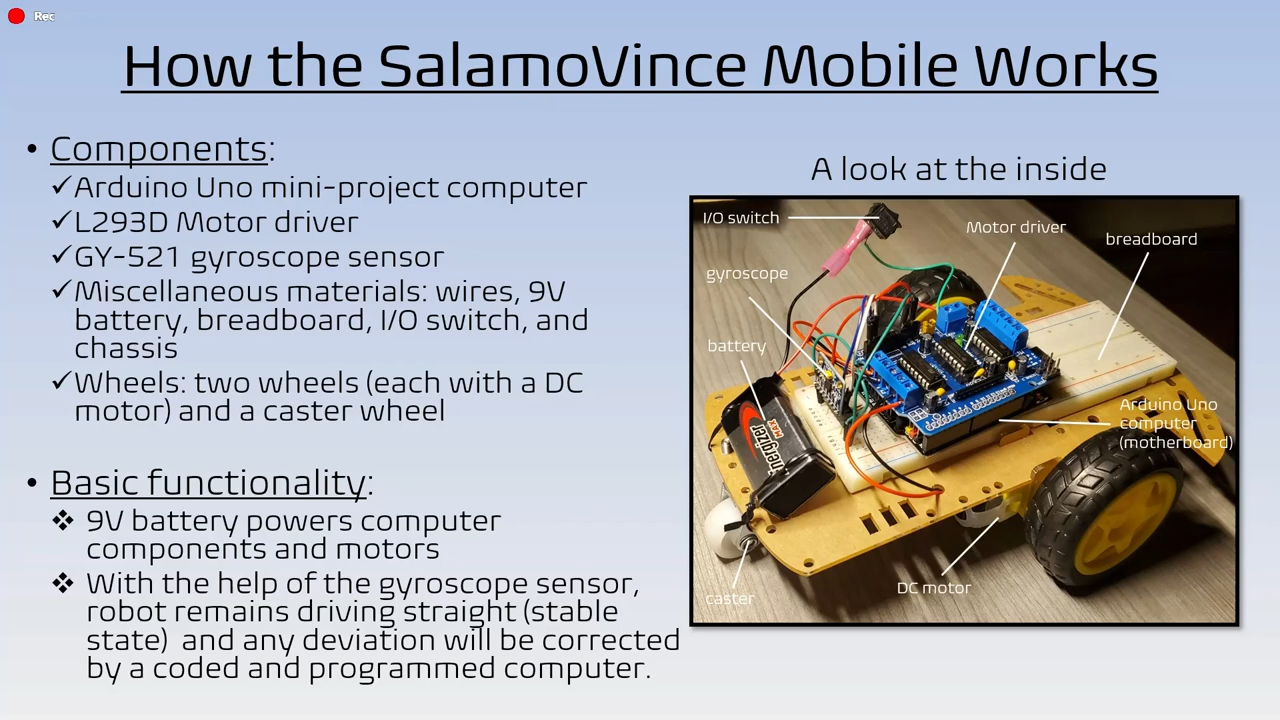 Rec
How the SalamoVince Mobile Works
• Components:
✓Arduino Uno mini-project computer
✓L293D Motor driver
✓GY-521 gyroscope sensor
✓Miscellaneous materials: wires, 9V
battery, breadboard, I/O switch, and
chassis
✓Wheels: two wheels (each with a DC
motor) and a caster wheel
• Basic functionality:
❖ 9V battery powers computer
components and motors
❖ With the help of the gyroscope sensor,
robot remains driving straight (stable
state)  and any deviation will be corrected
by a coded and programmed computer.
A look at the inside
I/O switch
Motor driver
breadboard
gyroscope
battery
Arduino Uno
computer
(motherboard)
energizer
MAX
DC motor
caster